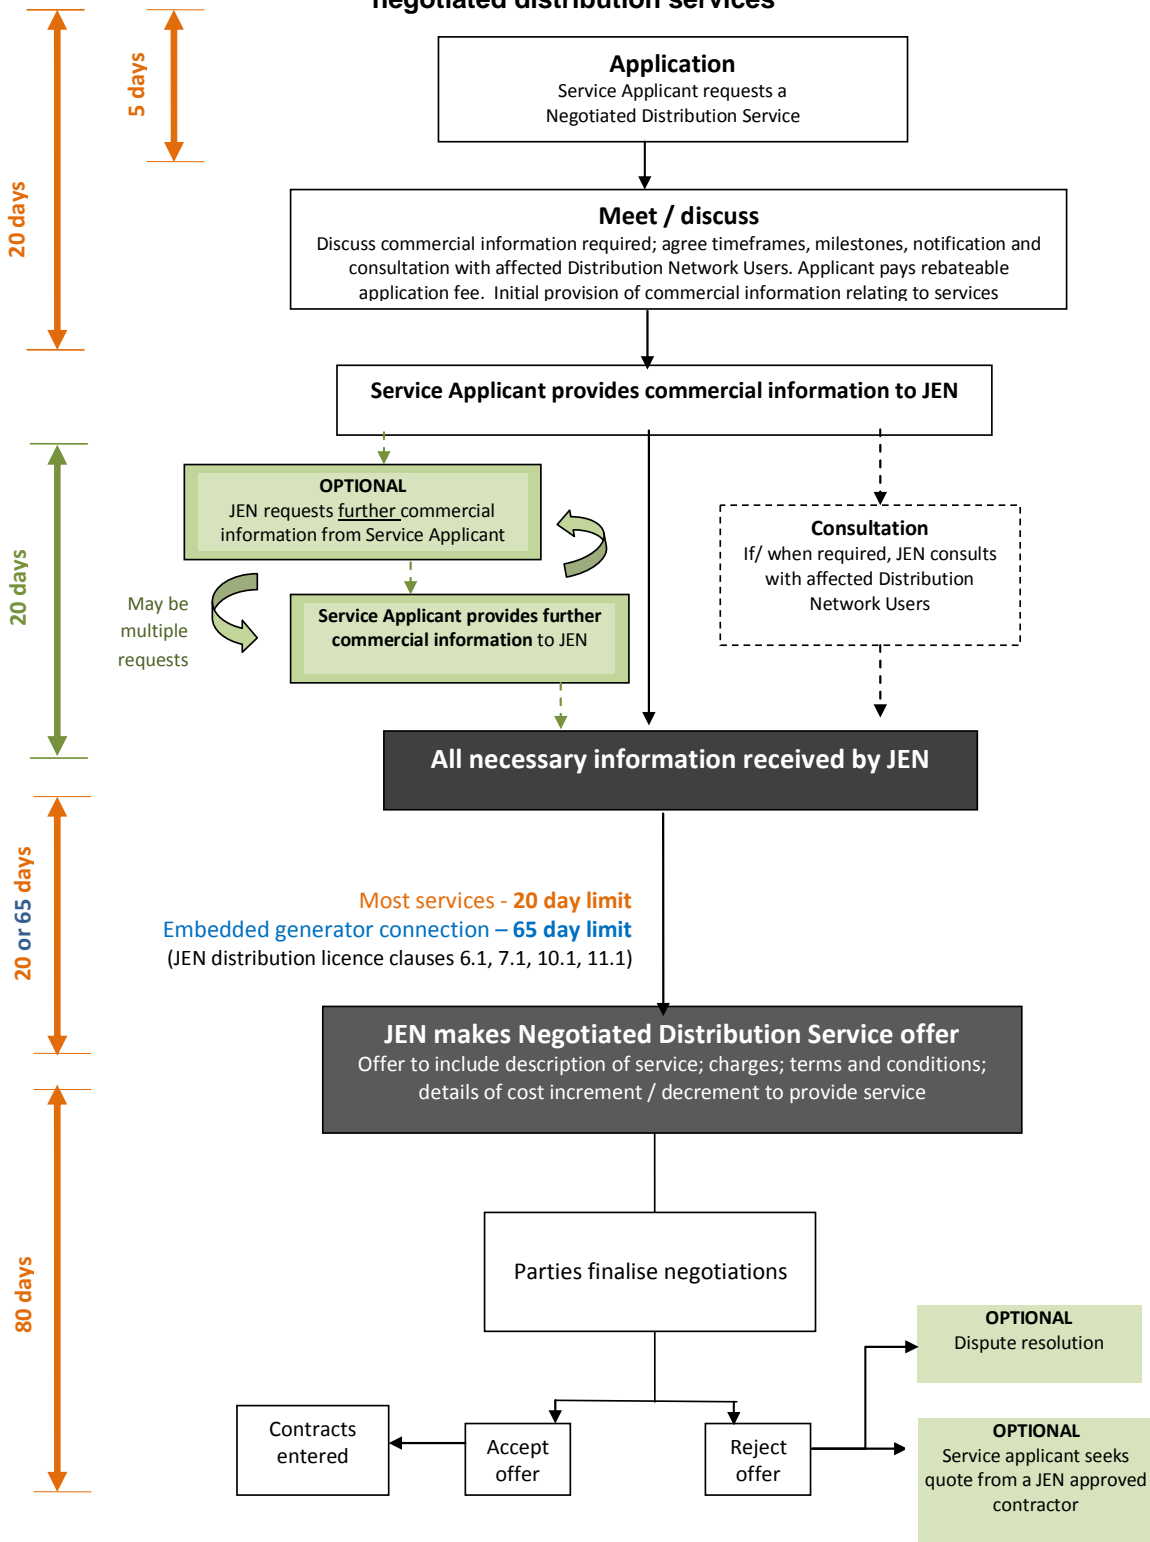 negotiated distribution services
5 days
20 days
Application
Service Applicant requests a
Negotiated Distribution Service
Meet / discuss
Discuss commercial information required; agree timeframes, milestones, notification and
consultation with affected Distribution Network Users. Applicant pays rebateable
application fee.  Initial provision of commercial information relating to services
Service Applicant provides commercial information to JEN
20 days
OPTIONAL
JEN requests further commercial
information from Service Applicant
May be
multiple
requests
Service Applicant provides further
commercial information to JEN
Consultation
If/ when required, JEN consults
with affected Distribution
Network Users
All necessary information received by JEN
20 or 65 days
Most services - 20 day limit
Embedded generator connection – 65 day limit
(JEN distribution licence clauses 6.1, 7.1, 10.1, 11.1)
JEN makes Negotiated Distribution Service offer
Offer to include description of service; charges; terms and conditions;
details of cost increment / decrement to provide service
80 days
Parties finalise negotiations
OPTIONAL
Dispute resolution
Contracts
entered
Accept
offer
Reject
offer
OPTIONAL
Service applicant seeks
quote from a JEN approved
contractor